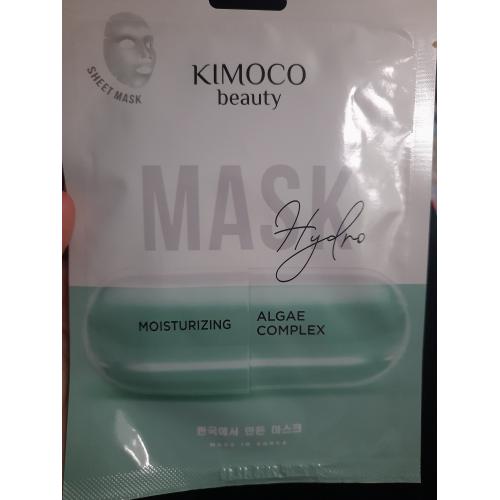 SHEET MASK
KIMOCO
beauty
MASK
Hydro
MOISTURIZING
ALGAE
COMPLEX
한국에서 만든 마스크
MADE IN KOREA